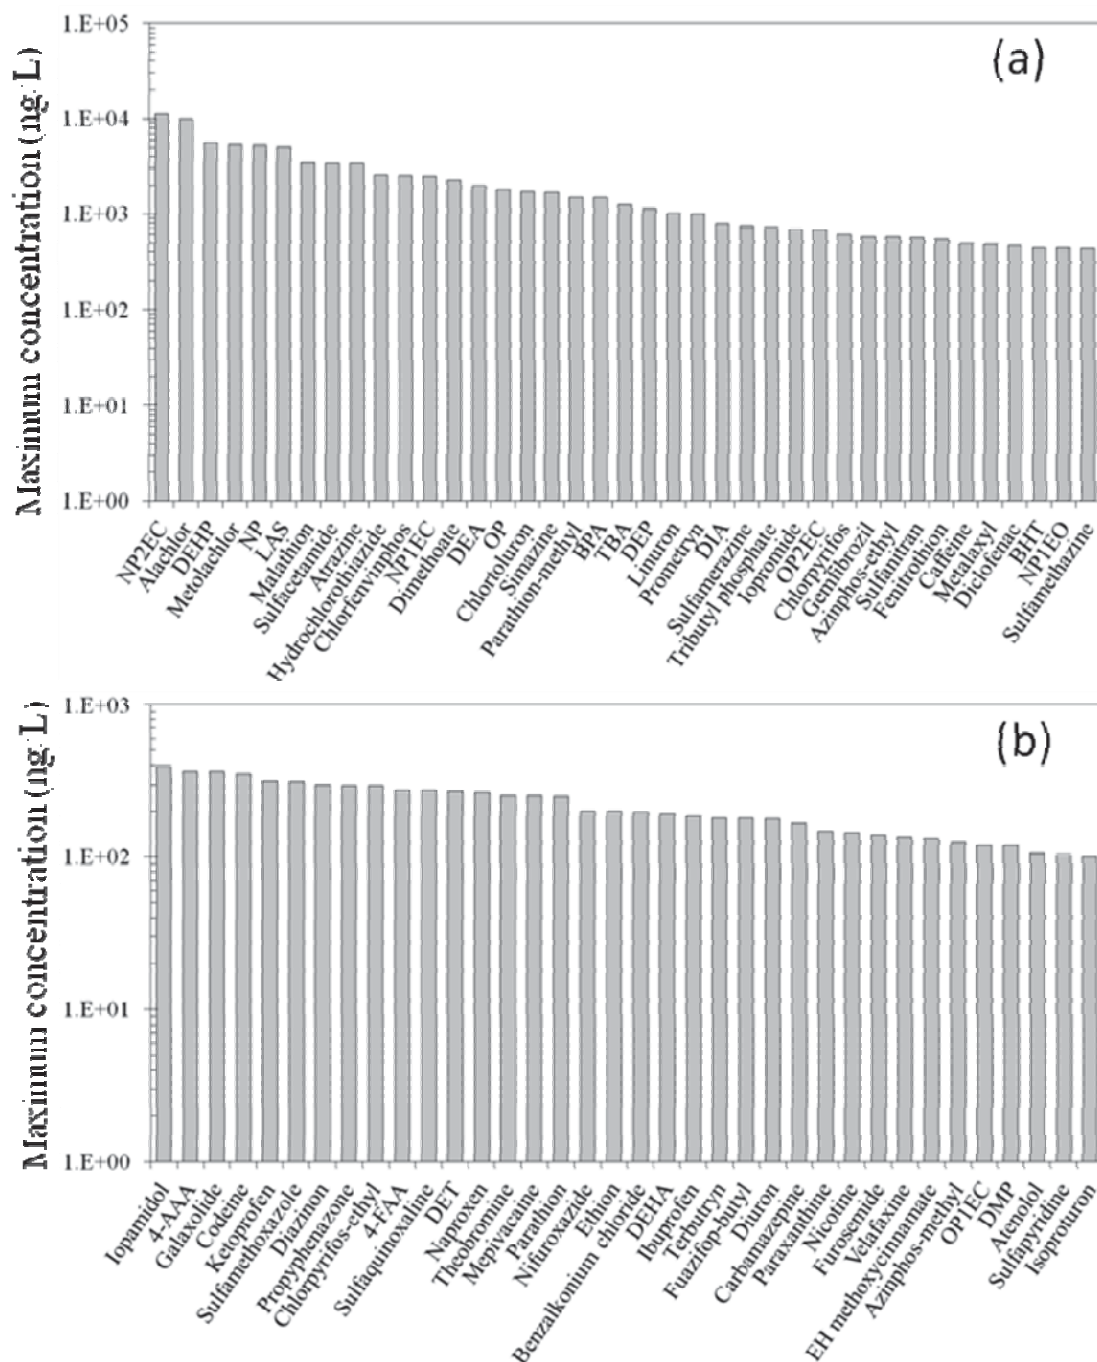 (a)
Maximum concentration (ng/L)
1.E+05
1.E+04
1.E+03
1.E+02
1.E+01
1.E+00
NP2EC
Alachlor
DEHP
Metolachlor
NP
LAS
Malathion
Sulfacetamide
Atrazine
Hydrochlorothiazide
Chlorfenvinphos
NP1EC
Dimethoate
DEA
OP
Chlortoluron
Simazine
Parathion-methyl
BPA
TBA
DEP
Linuron
Prometryn
DIA
Sulfamerazine
Tributyl phosphate
Iopromide
OP2EC
Chlorpyrifos
Gemfibrozil
Azinphos-ethyl
Sulfanitran
Fenitrothion
Caffeine
Metalaxyl
Diclofenac
BHT
NP1EO
Sulfamethazine
(b)
Maximum concentration (ng/L)
1.E+03
1.E+02
1.E+01
1.E+00
Iopamidol
4-AAA
Galaxolide
Codene
Ketoprofen
Sulfamethoxazole
Diazinon
Propyphenazone
Chlorpyrifos-ethyl
4-FAA
Sulfaquinoxaline
DET
Naproxen
Theobromine
Mepivacaine
Parathion
Nifuroxazide
Ethion
Benzalkonium chloride
DEHA
Ibuprofen
Terbutryn
Fuazifop-butyl
Diuron
Carbamazepine
Paraxanthine
Nicotine
Furosemide
Velafaxine
EH methoxycinnamate
Azinphos-methyl
OP1EC
DMP
Atenolol
Sulfapyridine
Isoproturon